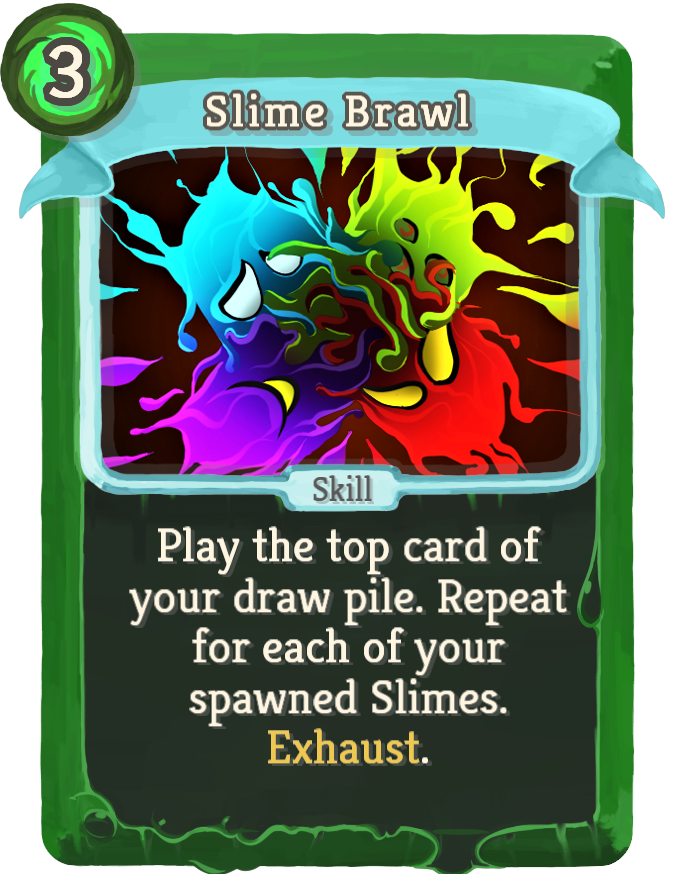 3
Slime Brawl
Skill
Play the top card of
your draw pile. Repeat
for each of your
spawned Slimes.
Exhaust.